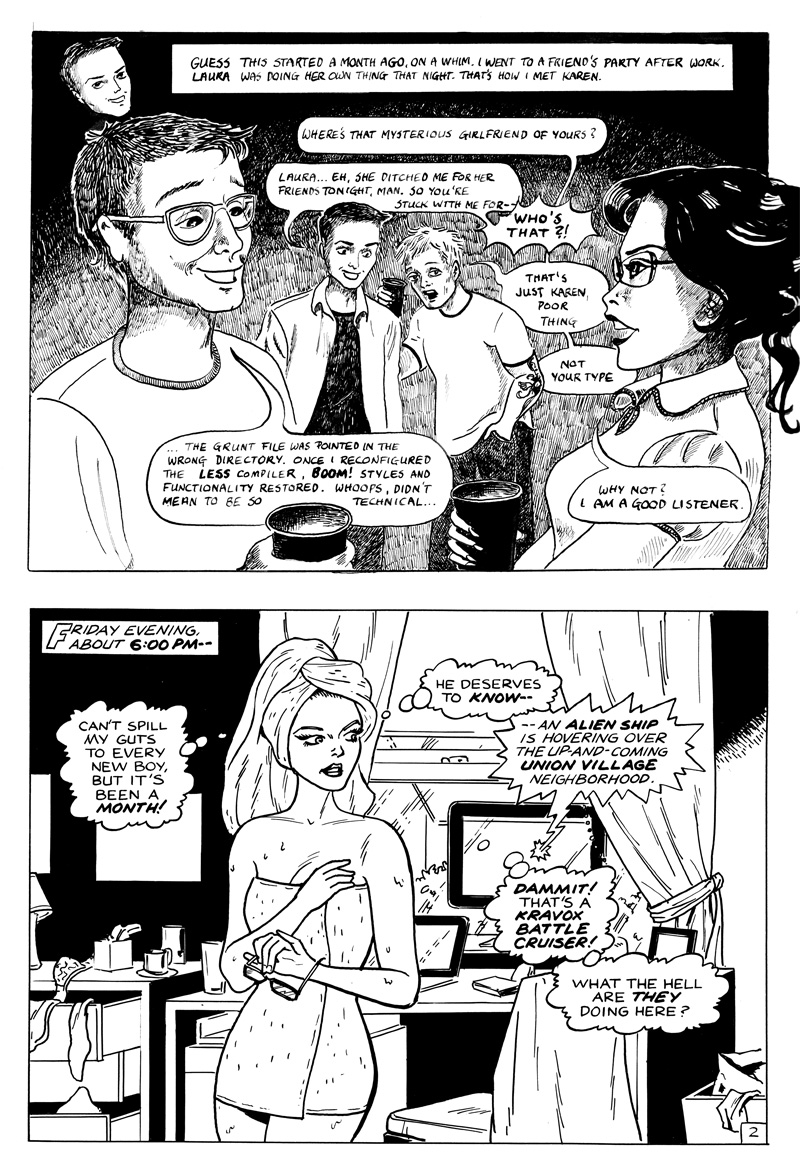 GUESS THIS STARTED A MONTH AGO, ON A WHIM. I WENT TO A FRIEND'S PARTY AFTER WORK.
LAURA WAS DOING HER OWN THING THAT NIGHT. THAT'S HOW I MET KAREN.
WHERE'S THAT MYSTERIOUS GIRLFRIEND OF YOURS?
LAURA... EH, SHE DITCHED ME FOR HER
FRIENDS TONIGHT, MAN. SO YOU'RE
STUCK WITH ME FOR--
WHO'S
THAT?!
THAT'S
JUST KAREN,
POOR
THING
NOT
YOUR TYPE
... THE GRUNT FILE WAS POINTED IN THE
WRONG DIRECTORY. ONCE I RECONFIGURED
THE LESS COMPILER, BOOM! STYLES AND
FUNCTIONALITY RESTORED. WHOOPS, DIDN'T
MEAN TO BE SO TECHNICAL...
WHY NOT?
I AM A GOOD LISTENER.
FRIDAY EVENING,
ABOUT 6:00 PM--
CAN'T SPILL
MY GUTS
TO EVERY
NEW BOY,
BUT IT'S
BEEN A
MONTH!
HE DESERVES
TO KNOW--
-- AN ALIEN SHIP
IS HOVERING OVER
THE UP-AND-COMING
UNION VILLAGE
NEIGHBORHOOD.
DAMMIT!
THAT'S A
KRAVOX
BATTLE
CRUISER!
WHAT THE HELL
ARE THEY
DOING HERE?
2